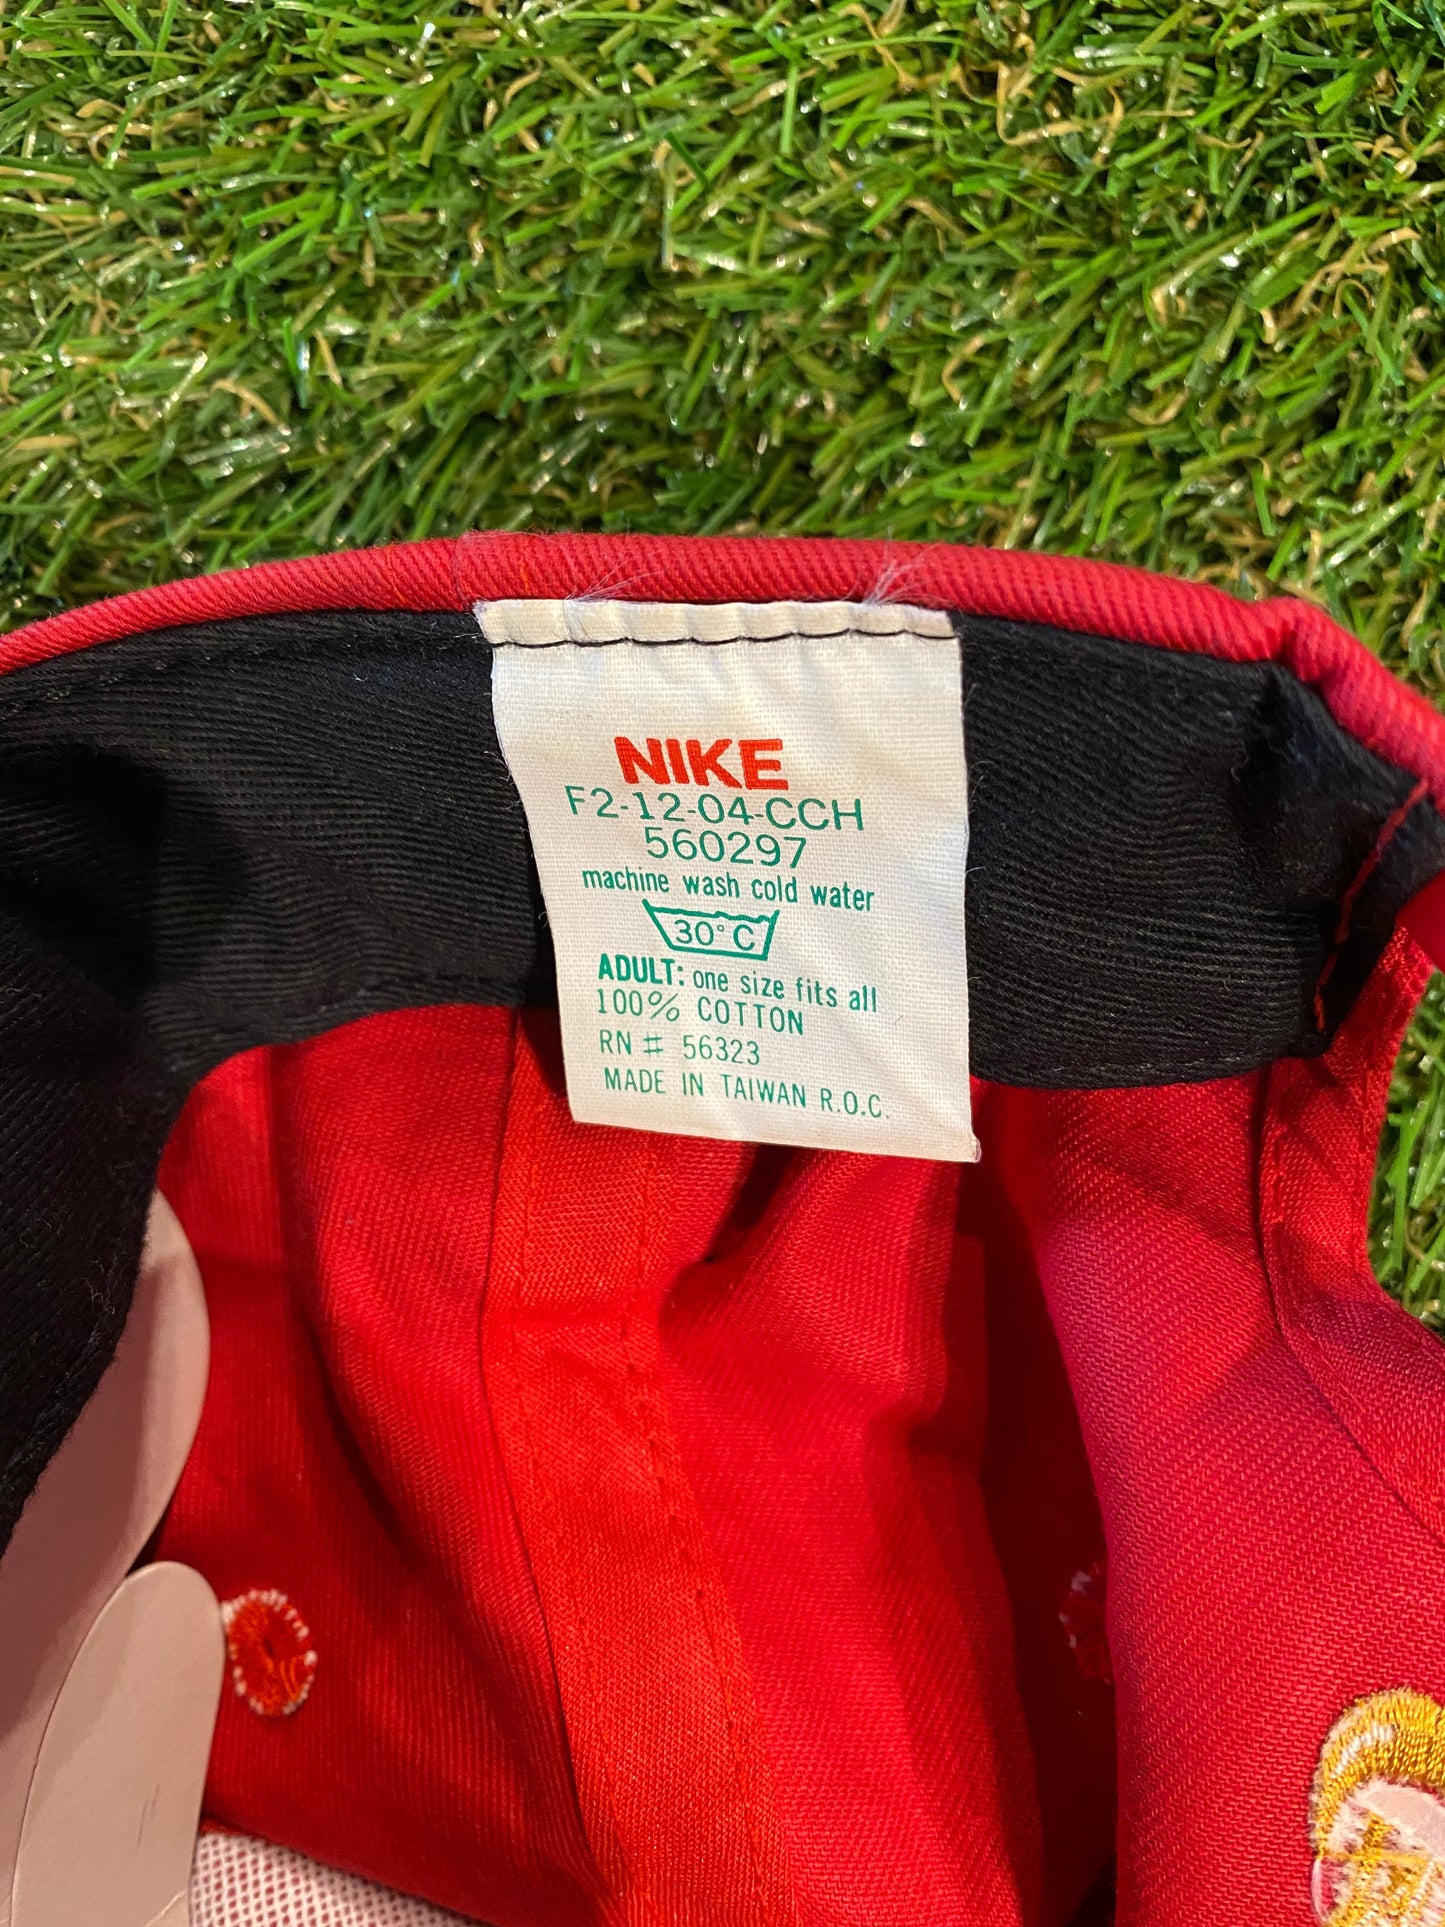 NIKE
F2-12-04-CCH
560297
machine wash cold water
30°C
ADULT: one size fits all
100% COTTON
RN # 56323
MADE IN TAIWAN R.O.C.